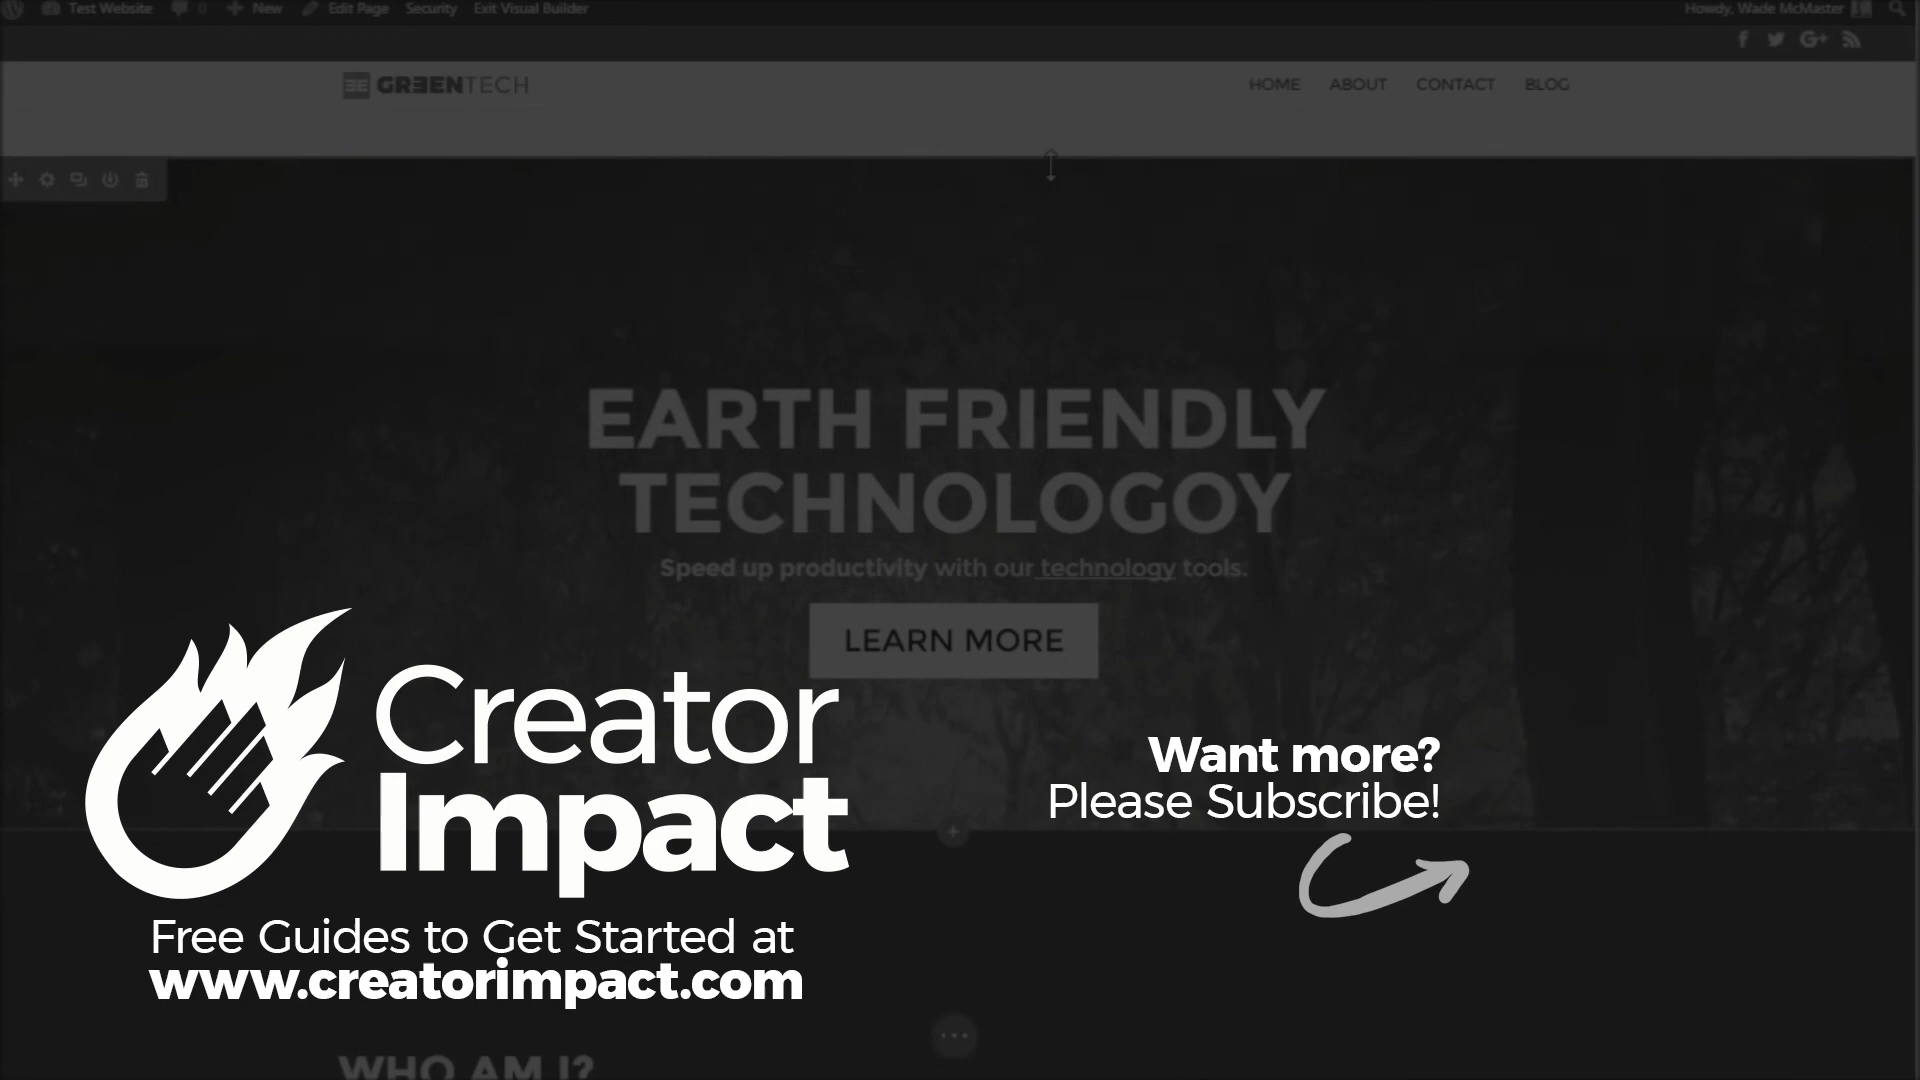 Test Website 0 New Edit Page Security Exit Visual Builder Howdy, Wade McMaster
GREENTECH HOME ABOUT CONTACT BLOG
EARTH FRIENDLY
TECHNOLOGOY
Speed up productivity with our technology tools.
LEARN MORE
Creator
Impact
Want more?
Please Subscribe!
Free Guides to Get Started at
www.creatorimpact.com
WHO AM I?